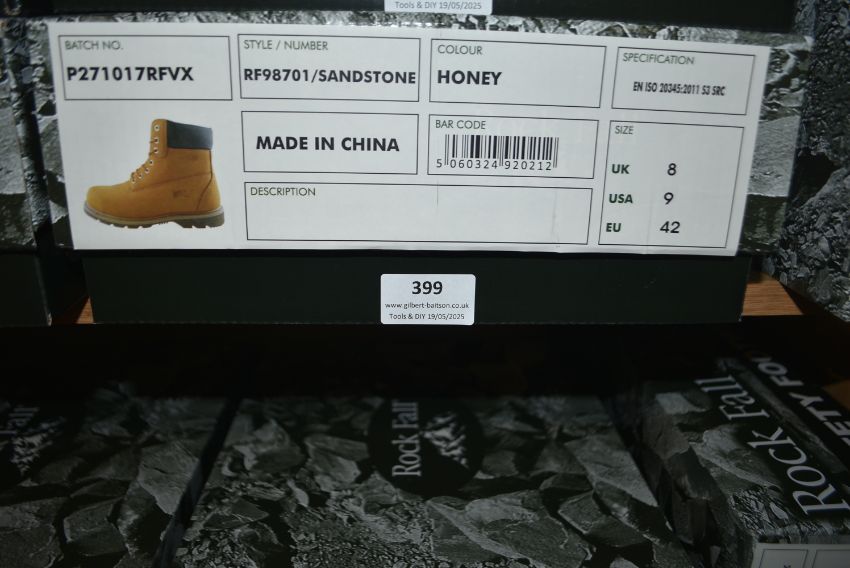 Tools & DIY 19/05/2025
BATCH NO.
P271017RFVX
STYLE / NUMBER
RF98701/SANDSTONE
COLOUR
HONEY
SPECIFICATION
EN ISO 20345:2011 S3 SRC
MADE IN CHINA
BAR CODE
5 060324 920212
SIZE
UK 8
USA 9
EU 42
DESCRIPTION
399
www.gilbert-baitson.co.uk
Tools & DIY 19/05/2025
Rock Fall
Rock Fall